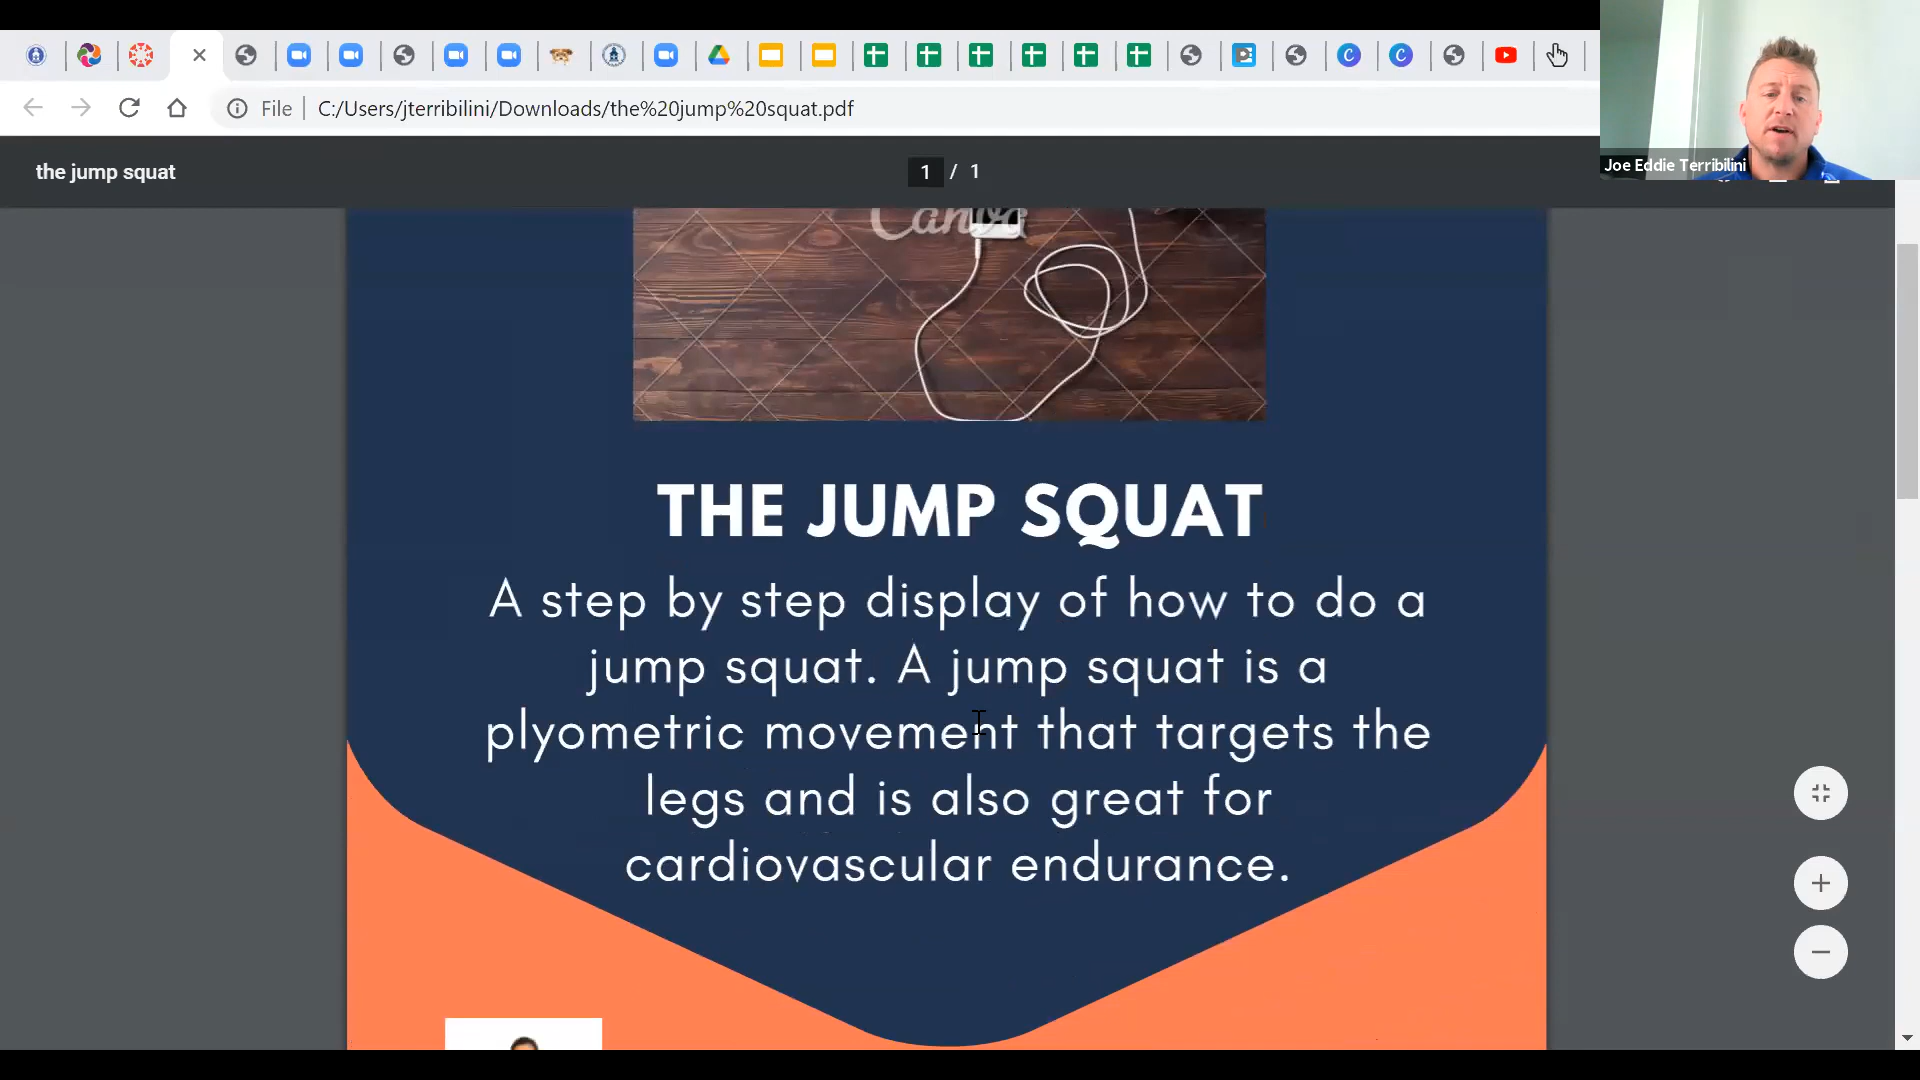 File
C:/Users/jterribilini/Downloads/the%20jump%20squat.pdf
Joe Eddie Terribilini
the jump squat
1 / 1
Canva
THE JUMP SQUAT
A step by step display of how to do a
jump squat. A jump squat is a
plyometric movement that targets the
legs and is also great for
cardiovascular endurance.